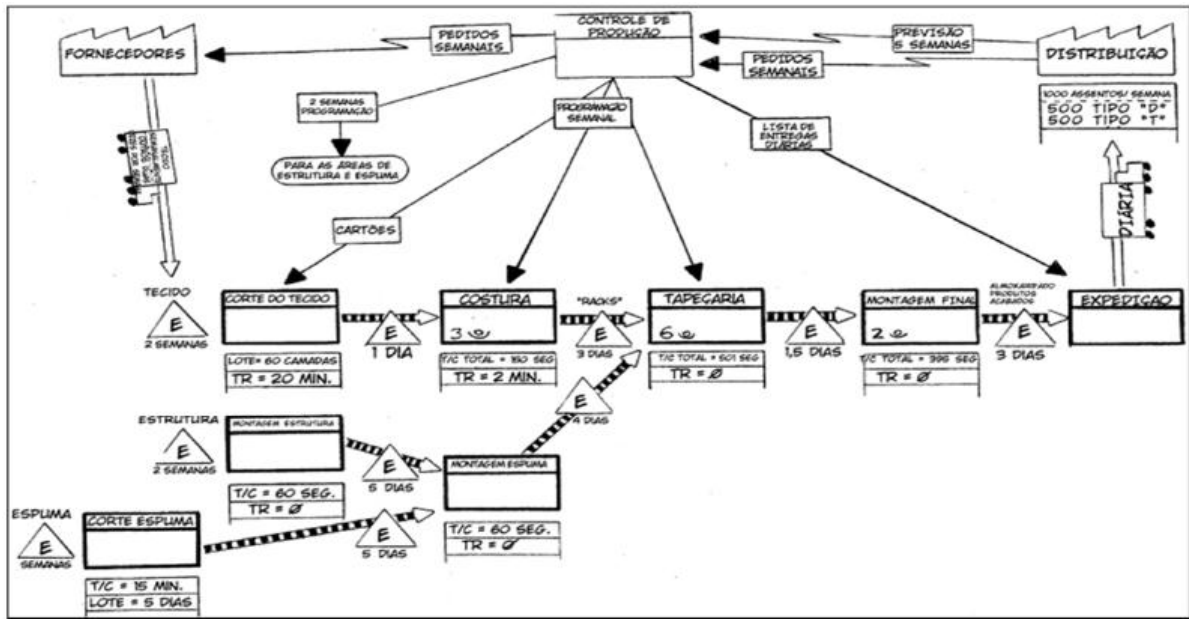 FORNECEDORES
PEDIDOS
SEMANAIS
CONTROLE DE
PRODUÇÃO
PREVISÃO
5 SEMANAS
PEDIDOS
SEMANAIS
DISTRIBUIÇÃO
1000 ASSENTOS/SEMANA
500 TIPO "D"
500 TIPO "T"
2 SEMANAS
PROGRAMAÇÃO
PARA AS ÁREAS DE
ESTRUTURA E ESPUMA
PROGRAMAÇÃO
SEMANAL
LISTA DE
ENTREGAS
DIÁRIAS
DIÁRIA
CARTÕES
TECIDO
E
2 SEMANAS
CORTE DO TECIDO
LOTE= 60 CAMADAS
TR = 20 MIN.
E
1 DIA
COSTURA
3
T/C TOTAL = SEG
TR = 2 MIN.
"RACKS"
E
3 DIAS
TAPEÇARIA
6
T/C TOTAL = 501 SEG
TR = Ø
E
1,5 DIAS
MONTAGEM FINAL
2
T/C TOTAL = 395 SEG
TR = Ø
PRODUTOS
ACABADOS
E
3 DIAS
EXPEDIÇAO
ESTRUTURA
E
2 SEMANAS
MONTAGEM ESTRUTURA
T/C = 60 SEG.
TR = Ø
E
5 DIAS
E
4 DIAS
MONTAGEM ESPUMA
T/C = 60 SEG.
TR = Ø
ESPUMA
E
SEMANAS
CORTE ESPUMA
T/C = 15 MIN.
LOTE = 5 DIAS
E
5 DIAS